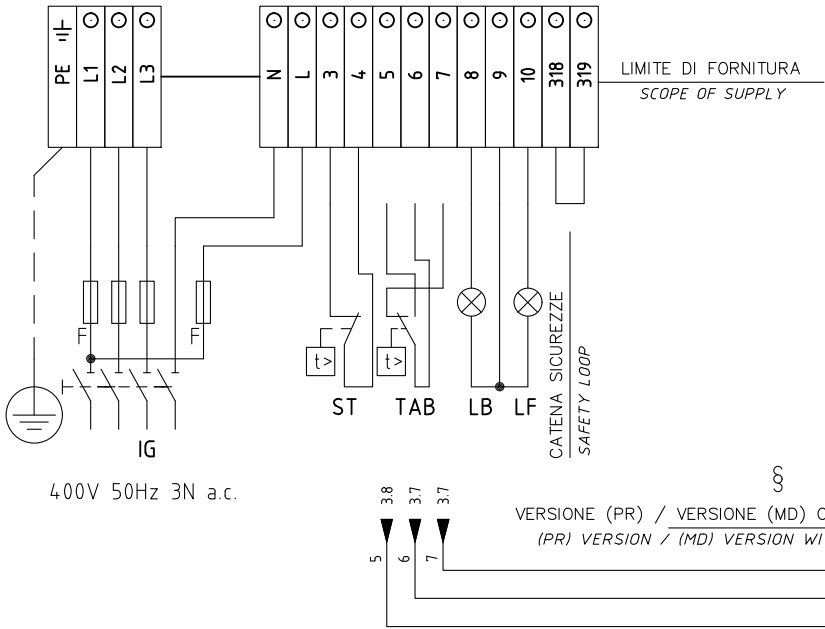 PE L1 L2 L3 N L 3 4 5 6 7 8 9 10 318 319
LIMITE DI FORNITURA
SCOPE OF SUPPLY
F F
t> t>
ST TAB LB LF
CATENA SICUREZZE
SAFETY LOOP
IG
400V 50Hz 3N a.c.
§
3.8 3.7 3.7
VERSIONE (PR) / VERSIONE (MD)
(PR) VERSION / (MD) VERSION
5 6 7